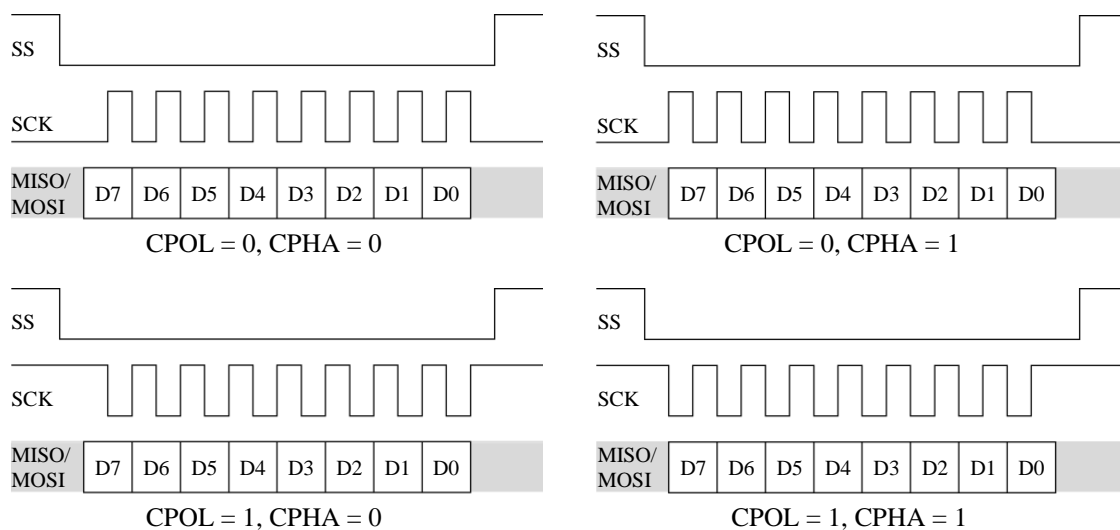 SS
SCK
MISO/
MOSI
D7 D6 D5 D4 D3 D2 D1 D0
CPOL = 0, CPHA = 0
SS
SCK
MISO/
MOSI
D7 D6 D5 D4 D3 D2 D1 D0
CPOL = 0, CPHA = 1
SS
SCK
MISO/
MOSI
D7 D6 D5 D4 D3 D2 D1 D0
CPOL = 1, CPHA = 0
SS
SCK
MISO/
MOSI
D7 D6 D5 D4 D3 D2 D1 D0
CPOL = 1, CPHA = 1